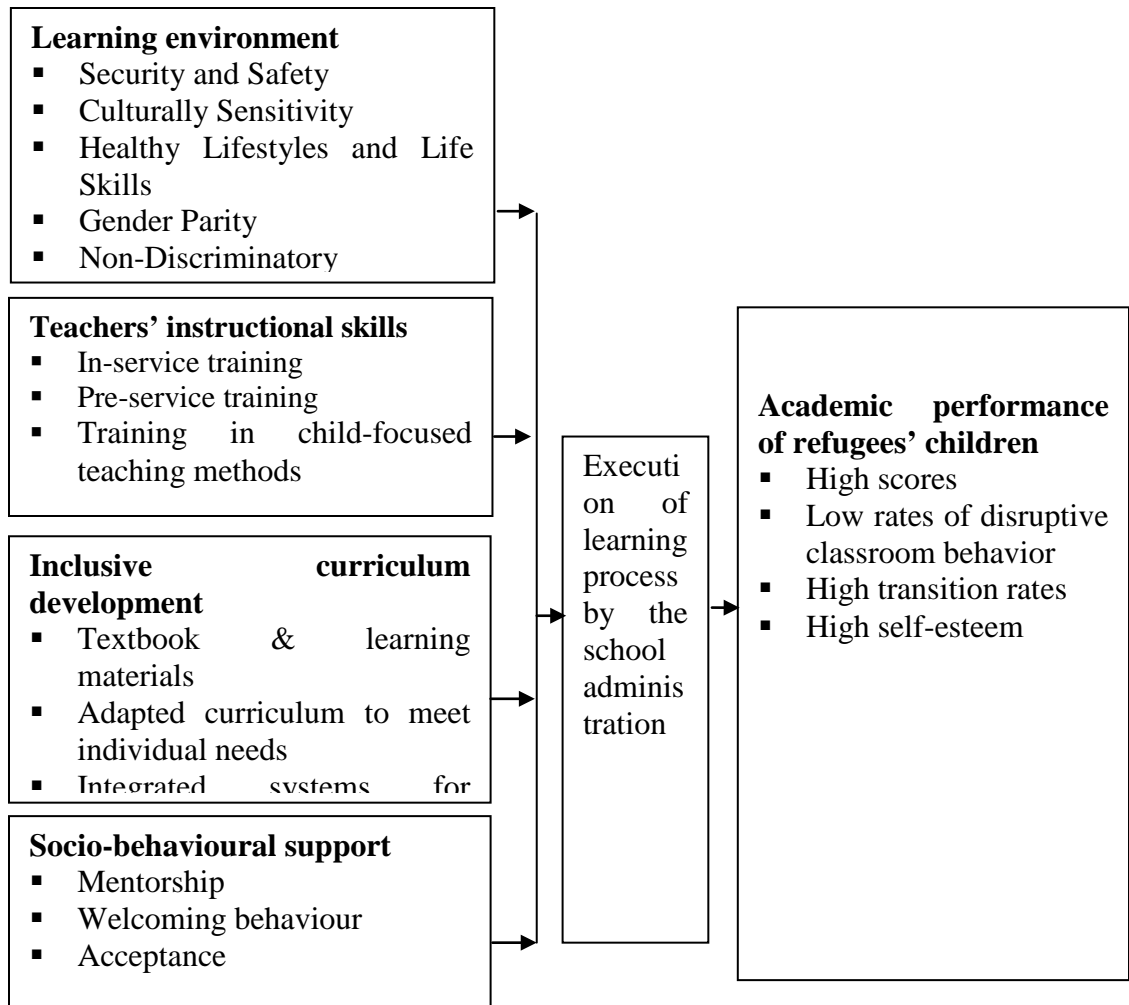 Learning environment
▪ Security and Safety
▪ Culturally Sensitivity
▪ Healthy Lifestyles and Life
Skills
▪ Gender Parity
▪ Non-Discriminatory
Teachers’ instructional skills
▪ In-service training
▪ Pre-service training
▪ Training in child-focused
teaching methods
Inclusive curriculum
development
▪ Textbook & learning
materials
▪ Adapted curriculum to meet
individual needs
▪ Integrated systems for
Socio-behavioural support
▪ Mentorship
▪ Welcoming behaviour
▪ Acceptance
Executi
on of
learning
process
by the
school
adminis
tration
Academic performance
of refugees’ children
▪ High scores
▪ Low rates of disruptive
classroom behavior
▪ High transition rates
▪ High self-esteem